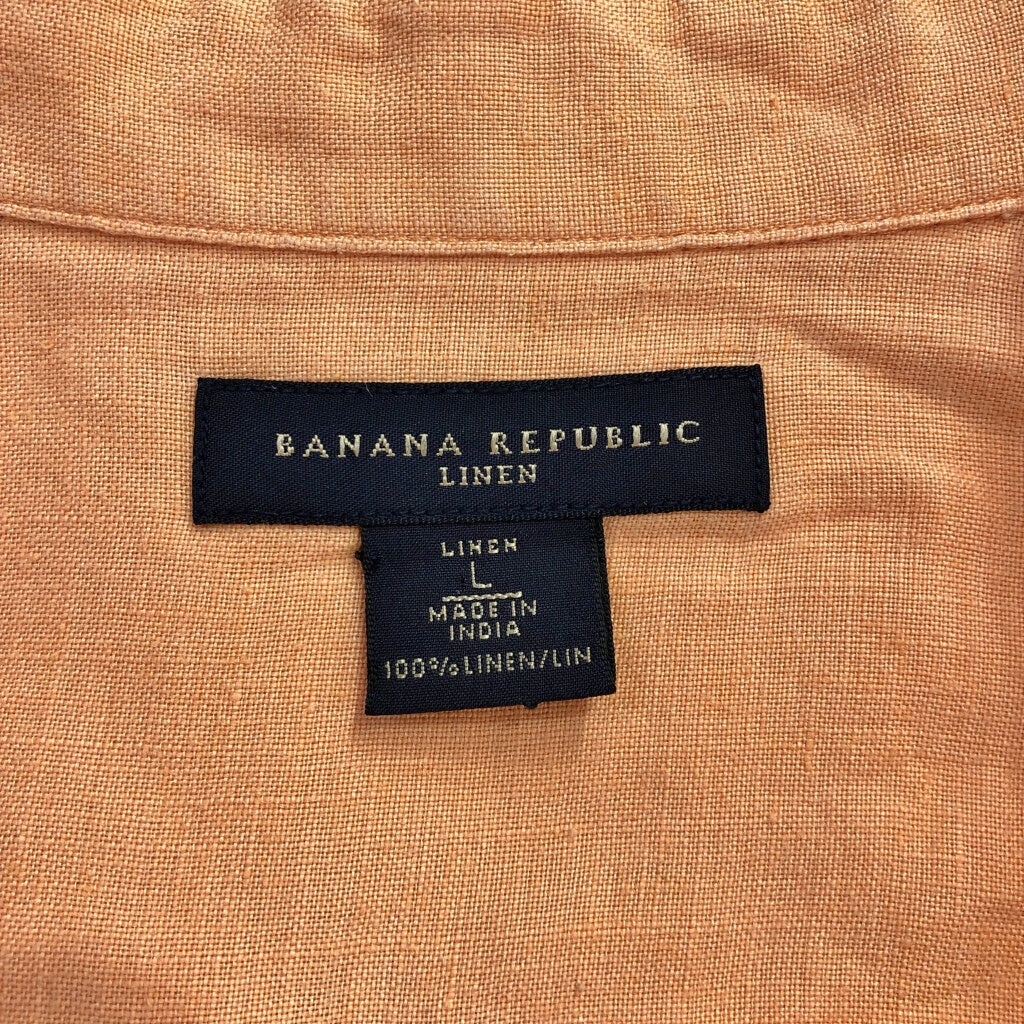 BANANA REPUBLIC
LINEN
LINEN
L
MADE IN
INDIA
100% LINEN/LIN